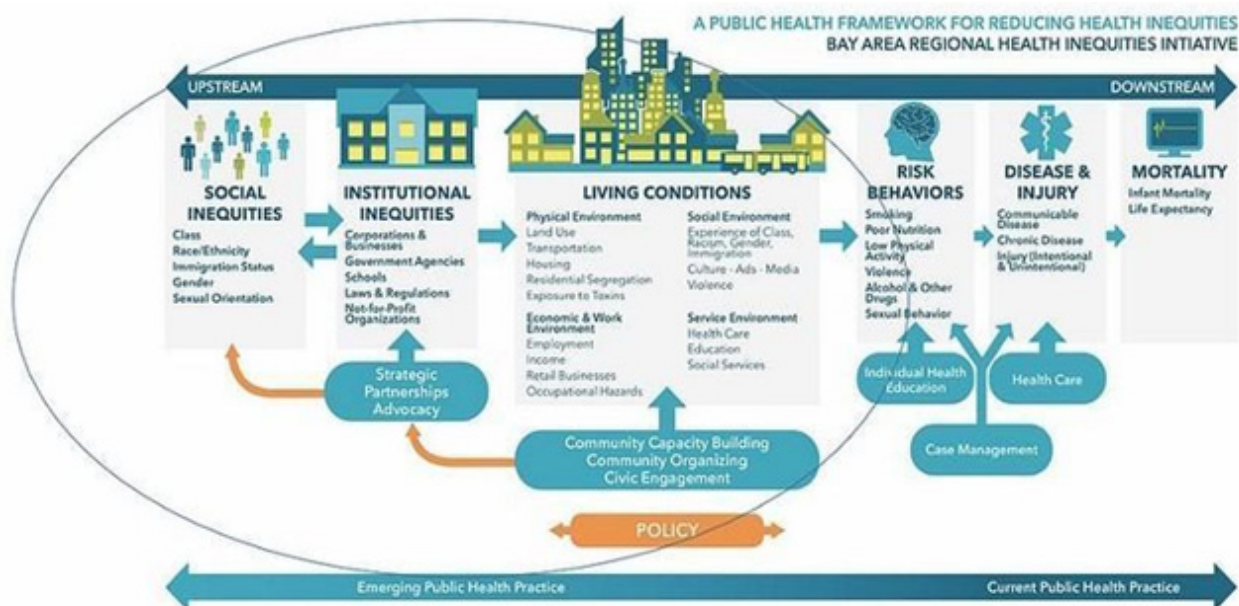 A PUBLIC HEALTH FRAMEWORK FOR REDUCING HEALTH INEQUITIES
BAY AREA REGIONAL HEALTH INEQUITIES INTIATIVE
UPSTREAM
DOWNSTREAM
SOCIAL
INEQUITIES
Class
Race/Ethnicity
Immigration Status
Gender
Sexual Orientation
INSTITUTIONAL
INEQUITIES
Corporations &
Businesses
Government Agencies
Schools
Laws & Regulations
Not-for-Profit
Organizations
LIVING CONDITIONS
Physical Environment
Land Use
Transportation
Housing
Residential Segregation
Exposure to Toxins
Economic & Work
Environment
Employment
Income
Retail Businesses
Occupational Hazards
Social Environment
Experience of Class,
Racism, Gender,
Immigration
Culture - Ads - Media
Violence
Service Environment
Health Care
Education
Social Services
RISK
BEHAVIORS
Smoking
Poor Nutrition
Low Physical
Activity
Violence
Alcohol & Other
Drugs
Sexual Behavior
DISEASE &
INJURY
Communicable
Disease
Chronic Disease
Injury (Intentional
& Unintentional)
MORTALITY
Infant Mortality
Life Expectancy
Strategic
Partnerships
Advocacy
Community Capacity Building
Community Organizing
Civic Engagement
Individual Health
Education
Health Care
Case Management
POLICY
Emerging Public Health Practice
Current Public Health Practice